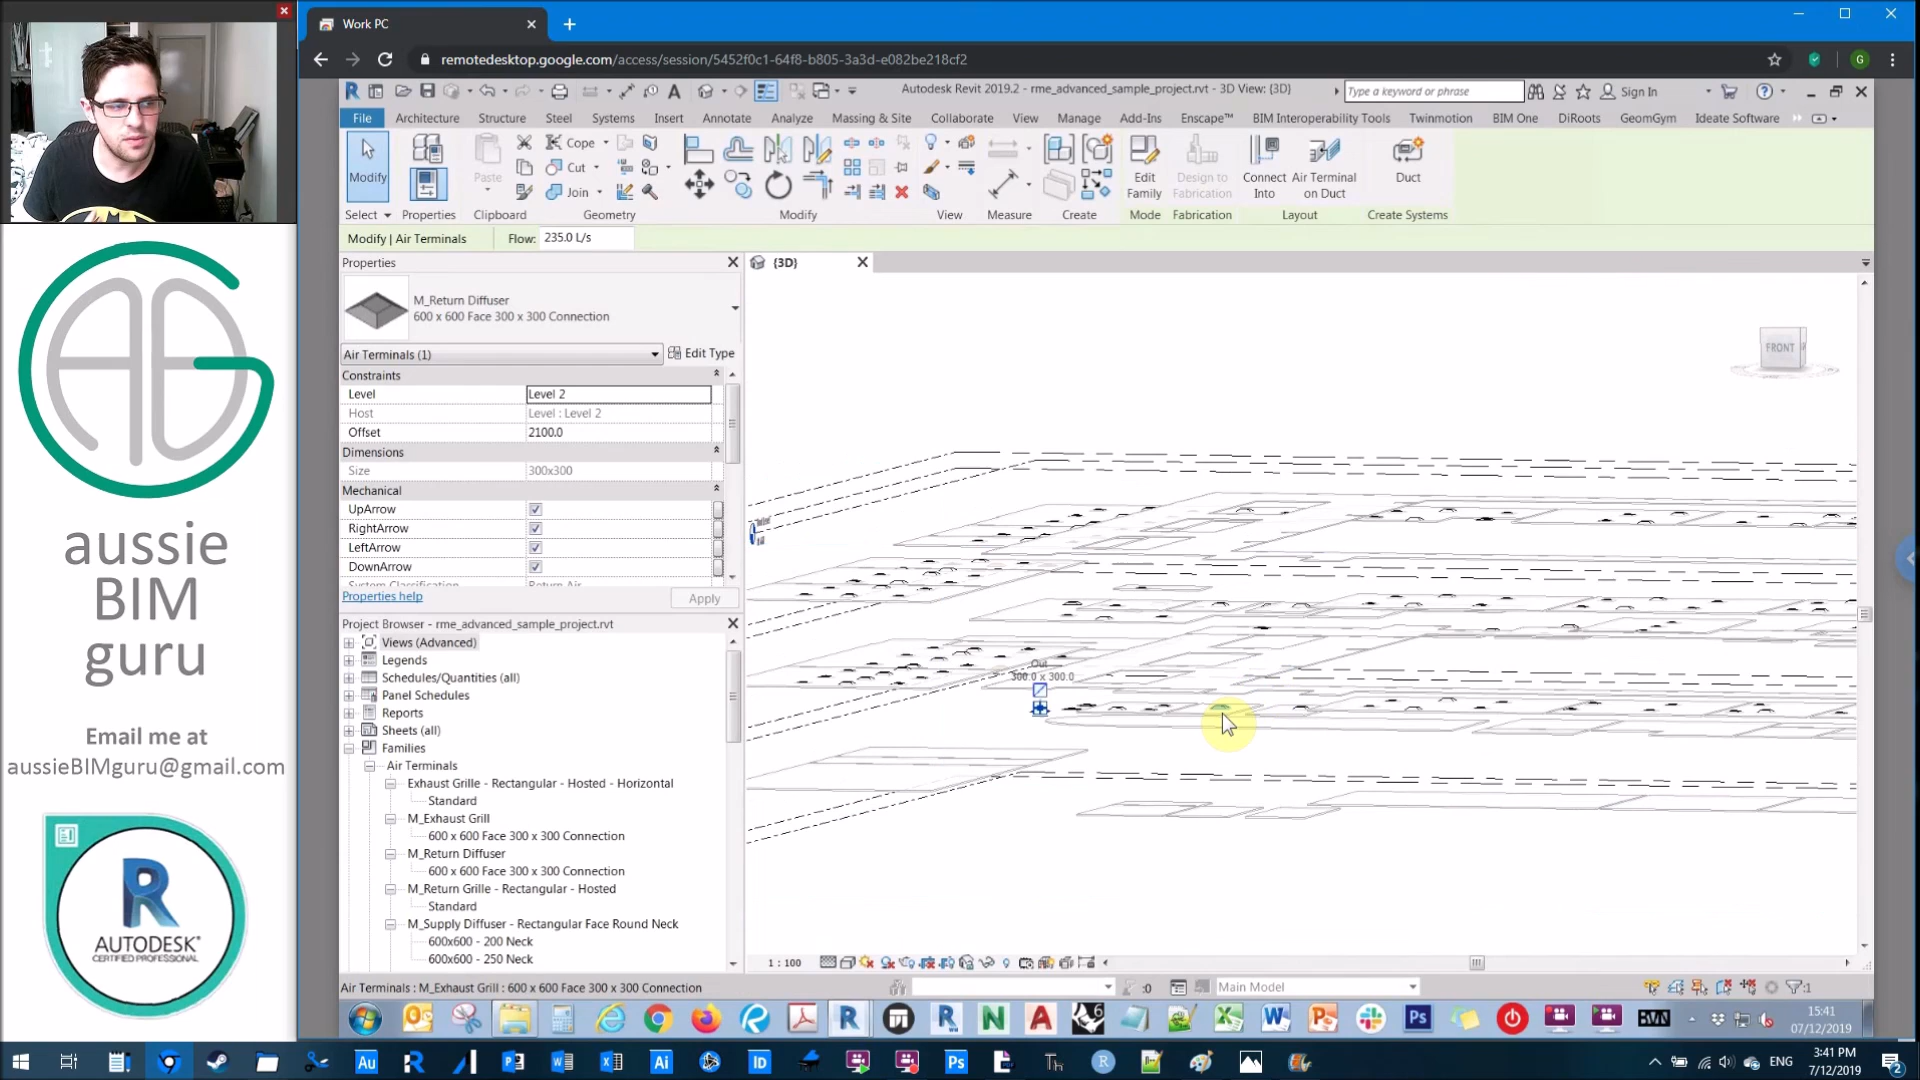 Work PC
remotedesktop.google.com/access/session/5452f0c1-64f8-b805-3a3d-e082be218cf2
G
Autodesk Revit 2019.2 - rme_advanced_sample_project.rvt - 3D View: {3D}
Type a keyword or phrase
Sign In
File Architecture Structure Steel Systems Insert Annotate Analyze Massing & Site Collaborate View Manage Add-Ins Enscape™ BIM Interoperability Tools Twinmotion BIM One DiRoots GeomGym Ideate Software
Modify
Paste
Cope
Cut
Join
Edit Family
Design to Fabrication
Connect Into
Air Terminal on Duct
Duct
Select Properties Clipboard Geometry Modify View Measure Create Mode Fabrication Layout Create Systems
Modify | Air Terminals Flow: 235.0 L/s
Properties
{3D}
M_Return Diffuser
600 x 600 Face 300 x 300 Connection
Air Terminals (1) Edit Type
Constraints
Level Level 2
Host Level : Level 2
Offset 2100.0
Dimensions
Size 300x300
Mechanical
UpArrow
RightArrow
LeftArrow
DownArrow
System Classification Return Air
Properties help Apply
Project Browser - rme_advanced_sample_project.rvt
Views (Advanced)
Legends
Schedules/Quantities (all)
Panel Schedules
Reports
Sheets (all)
Families
Air Terminals
Exhaust Grille - Rectangular - Hosted - Horizontal
Standard
M_Exhaust Grill
600 x 600 Face 300 x 300 Connection
M_Return Diffuser
600 x 600 Face 300 x 300 Connection
M_Return Grille - Rectangular - Hosted
Standard
M_Supply Diffuser - Rectangular Face Round Neck
600x600 - 200 Neck
600x600 - 250 Neck
FRONT
Out
300.0 x 300.0
1 : 100
Air Terminals : M_Exhaust Grill : 600 x 600 Face 300 x 300 Connection
:0
Main Model
:1
15:41
07/12/2019
BVN
ENG
3:41 PM
7/12/2019
2
aussie
BIM
guru
Email me at
aussieBIMguru@gmail.com
R
AUTODESK
CERTIFIED PROFESSIONAL